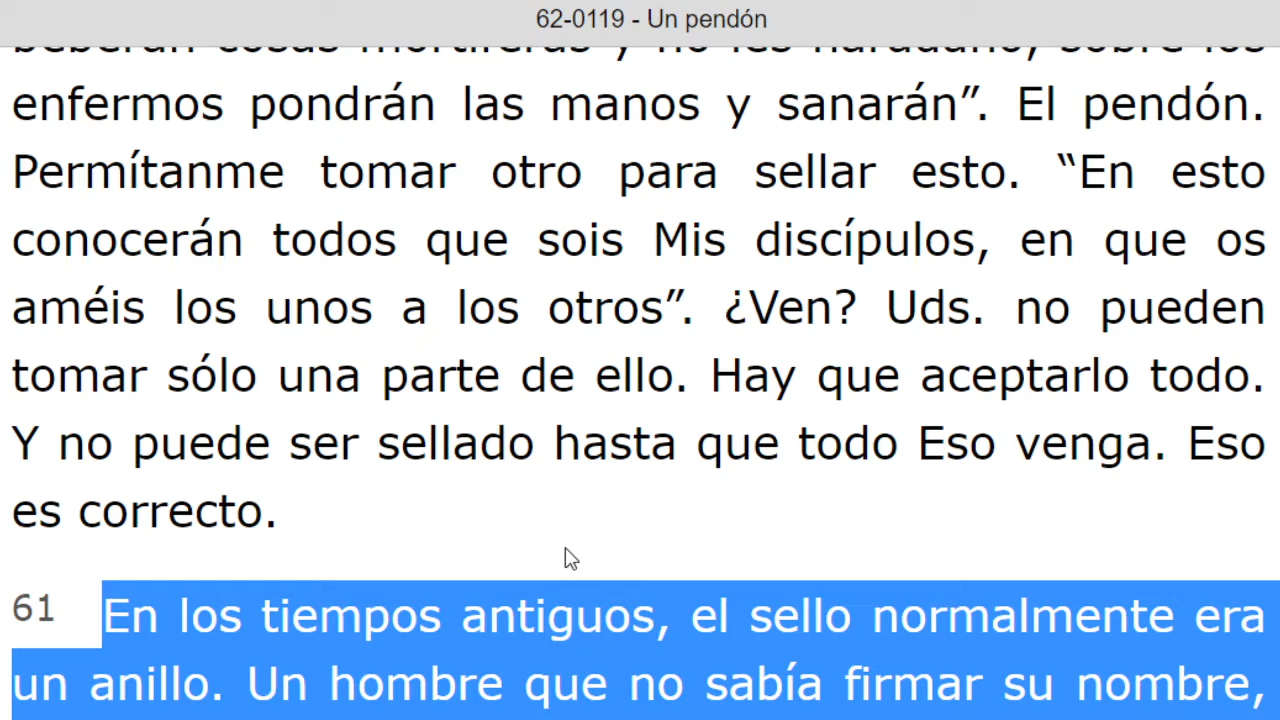 62-0119 - Un pendón
enfermos pondrán las manos y sanarán”. El pendón.
Permítanme tomar otro para sellar esto. “En esto
conocerán todos que sois Mis discípulos, en que os
améis los unos a los otros”. ¿Ven? Uds. no pueden
tomar sólo una parte de ello. Hay que aceptarlo todo.
Y no puede ser sellado hasta que todo Eso venga. Eso
es correcto.
61 En los tiempos antiguos, el sello normalmente era
un anillo. Un hombre que no sabía firmar su nombre,